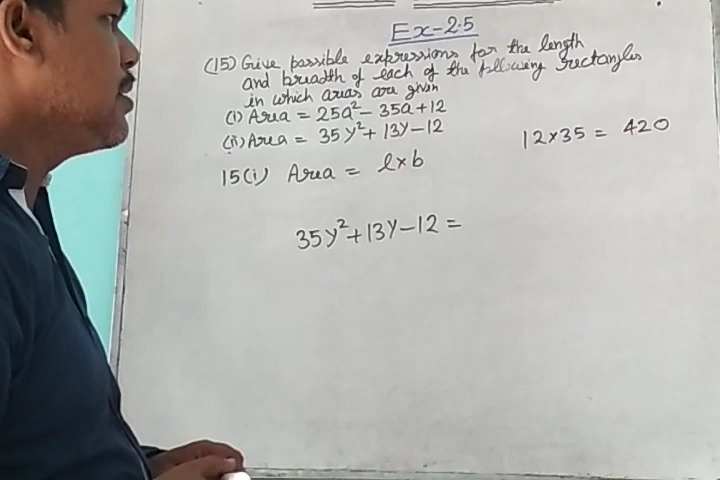 Ex-2.5
(15) Give possible expressions for the length
and breadth of each of the following rectangles
in which areas are given
(i) Area = 25a² - 35a + 12
(ii) Area = 35y² + 13y - 12
12 × 35 = 420
15(i) Area = l × b
35y² + 13y - 12 =